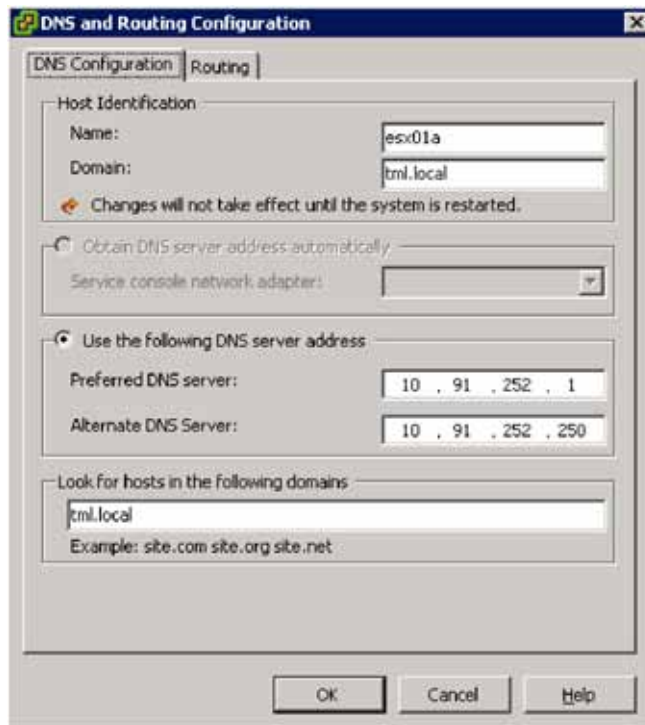 DNS and Routing Configuration
DNS Configuration Routing
Host Identification
Name: esx01a
Domain: tml.local
Changes will not take effect until the system is restarted.
Obtain DNS server address automatically
Service console network adapter:
Use the following DNS server address
Preferred DNS server: 10 . 91 . 252 . 1
Alternate DNS Server: 10 . 91 . 252 . 250
Look for hosts in the following domains
tml.local
Example: site.com site.org site.net
OK Cancel Help